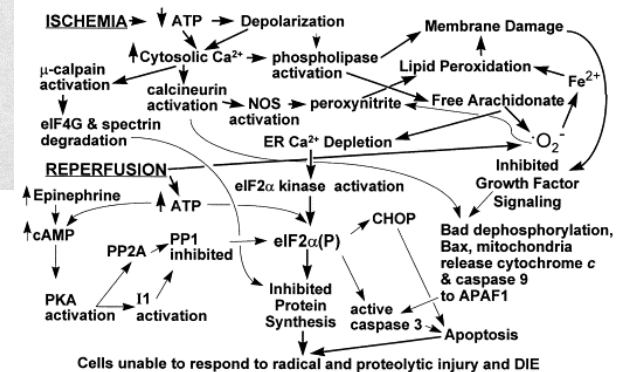 ISCHEMIA
ATP
Depolarization
Membrane Damage
Cytosolic Ca²⁺
phospholipase
activation
Lipid Peroxidation
Fe²⁺
μ-calpain
activation
calcineurin
activation
NOS
activation
peroxynitrite
Free Arachidonate
eIF4G & spectrin
degradation
ER Ca²⁺ Depletion
·O₂⁻
REPERFUSION
Inhibited
Growth Factor
Signaling
eIF2α kinase activation
Epinephrine
ATP
cAMP
CHOP
PP2A
PP1
inhibited
eIF2α(P)
Bad dephosphorylation,
Bax, mitochondria
release cytochrome c
& caspase 9
to APAF1
PKA
activation
I1
activation
Inhibited
Protein
Synthesis
active
caspase 3
Apoptosis
Cells unable to respond to radical and proteolytic injury and DIE